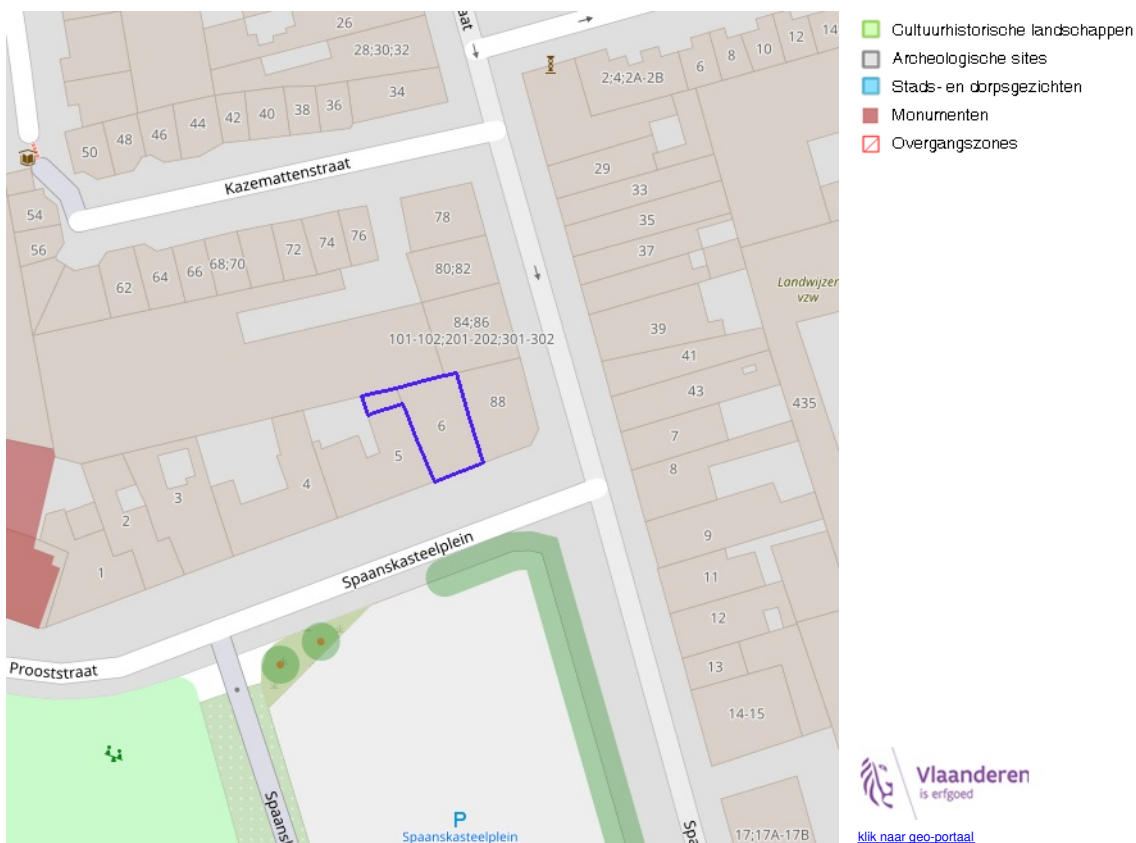 26
28;30;32
34
36
38
40
42
44
46
48
50
Kazemattenstraat
54
56
62
64
66
68;70
72
74
76
78
80;82
84;86
101-102;201-202;301-302
88
6
5
4
3
2
1
aat
2;4;2A-2B
6
8
10
12
14
29
33
35
37
39
41
43
7
8
9
11
12
13
14-15
17;17A-17B
435
Landwijzer
vzw
Spaanskasteelplein
Prooststraat
Spaansk
Spa
P
Spaanskasteelplein
Cultuurhistorische landschappen
Archeologische sites
Stads- en dorpsgezichten
Monumenten
Overgangszones
Vlaanderen
is erfgoed
klik naar geo-portaal